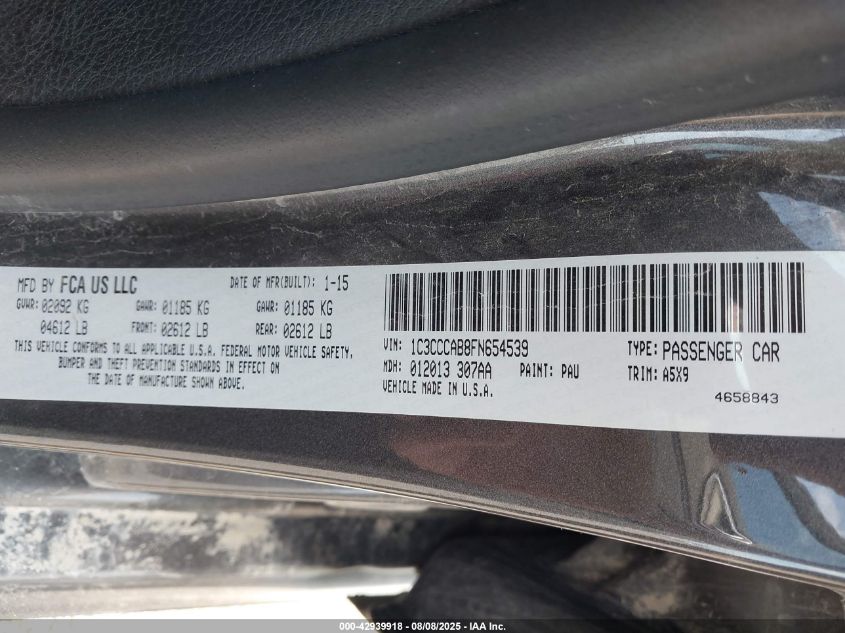 MFD BY FCA US LLC DATE OF MFR(BUILT): 1-15
GVWR: 02092 KG GAWR: 01185 KG GAWR: 01185 KG
04612 LB FRONT: 02612 LB REAR: 02612 LB
THIS VEHICLE CONFORMS TO ALL APPLICABLE U.S.A. FEDERAL MOTOR VEHICLE SAFETY,
BUMPER AND THEFT PREVENTION STANDARDS IN EFFECT ON
THE DATE OF MANUFACTURE SHOWN ABOVE.
VIN: 1C3CCCAB8FN654539 TYPE: PASSENGER CAR
MDH: 012013 307AA PAINT: PAU TRIM: A5X9
VEHICLE MADE IN U.S.A.
4658843
000-42939918 - 08/08/2025 - IAA Inc.